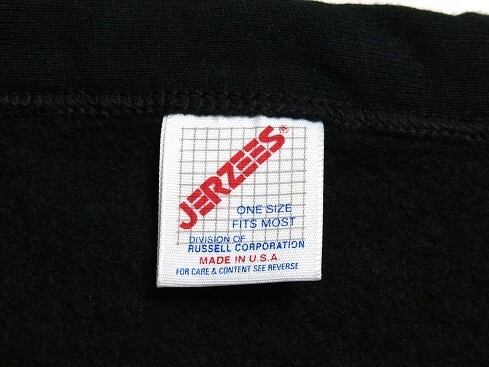 JERZEES®
ONE SIZE
FITS MOST
DIVISION OF
RUSSELL CORPORATION
MADE IN U.S.A.
FOR CARE & CONTENT SEE REVERSE